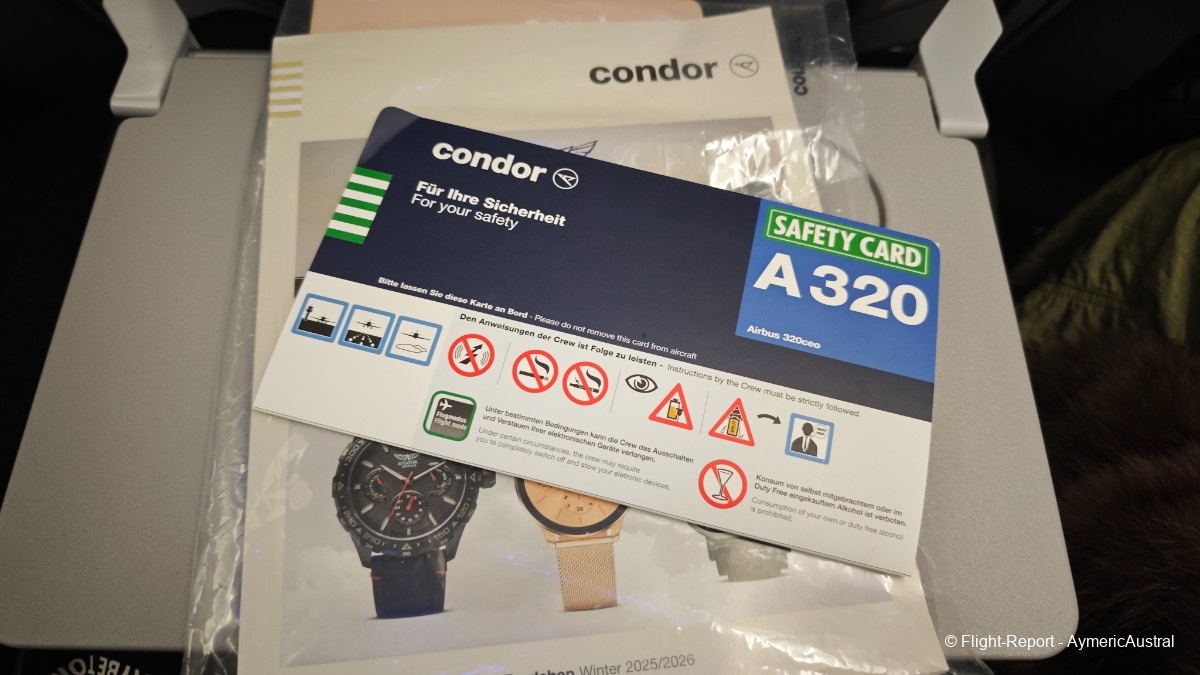 condor
condor
Für Ihre Sicherheit
For your safety
SAFETY CARD
A320
Airbus 320ceo
Bitte lassen Sie diese Karte an Bord - Please do not remove this card from aircraft
Den Anweisungen der Crew ist Folge zu leisten - Instructions by the Crew must be strictly followed
Flugmodus
Flight mode
Unter bestimmten Bedingungen kann die Crew das Ausschalten
und Verstauen Ihrer elektronischen Geräte verlangen.
Under certain circumstances, the crew may require
you to completely switch off and stow your eletronic devices.
Konsum von selbst mitgebrachtem oder im
Duty Free eingekauftem Alkohol ist verboten.
Consumption of your own or duty free alcohol
is prohibited.
Winter 2025/2026
© Flight-Report - AymericAustral